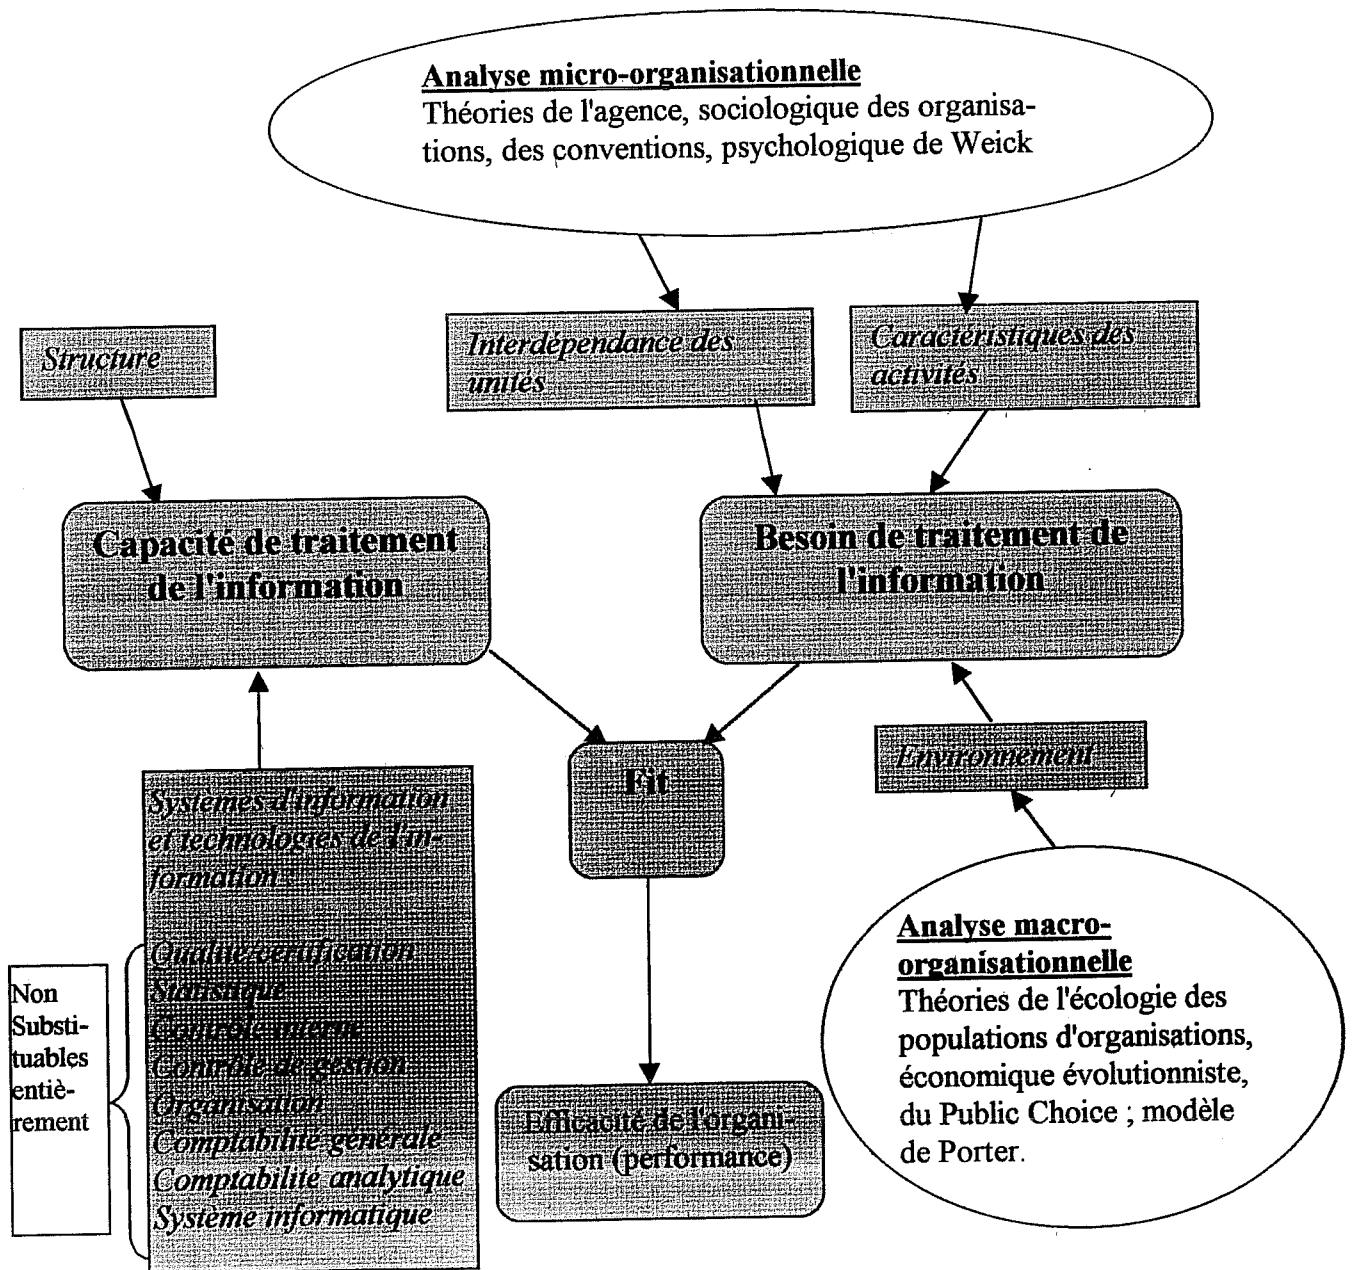 Analyse micro-organisationnelle
Théories de l'agence, sociologique des organisa-
tions, des conventions, psychologique de Weick
Structure
Interdépendance des
unités
Caractéristiques des
activités
Capacité de traitement
de l'information
Besoin de traitement de
l'information
Fit
Environnement
Systèmes d'information
et technologies de l'in-
formation :
Qualité/certification
Statistique
Contrôle interne
Contrôle de gestion
Organisation
Comptabilité générale
Comptabilité analytique
Système informatique
Non
Substi-
tuables
entiè-
rement
Efficacité de l'organi-
sation (performance)
Analyse macro-
organisationnelle
Théories de l'écologie des
populations d'organisations,
économique évolutionniste,
du Public Choice ; modèle
de Porter.